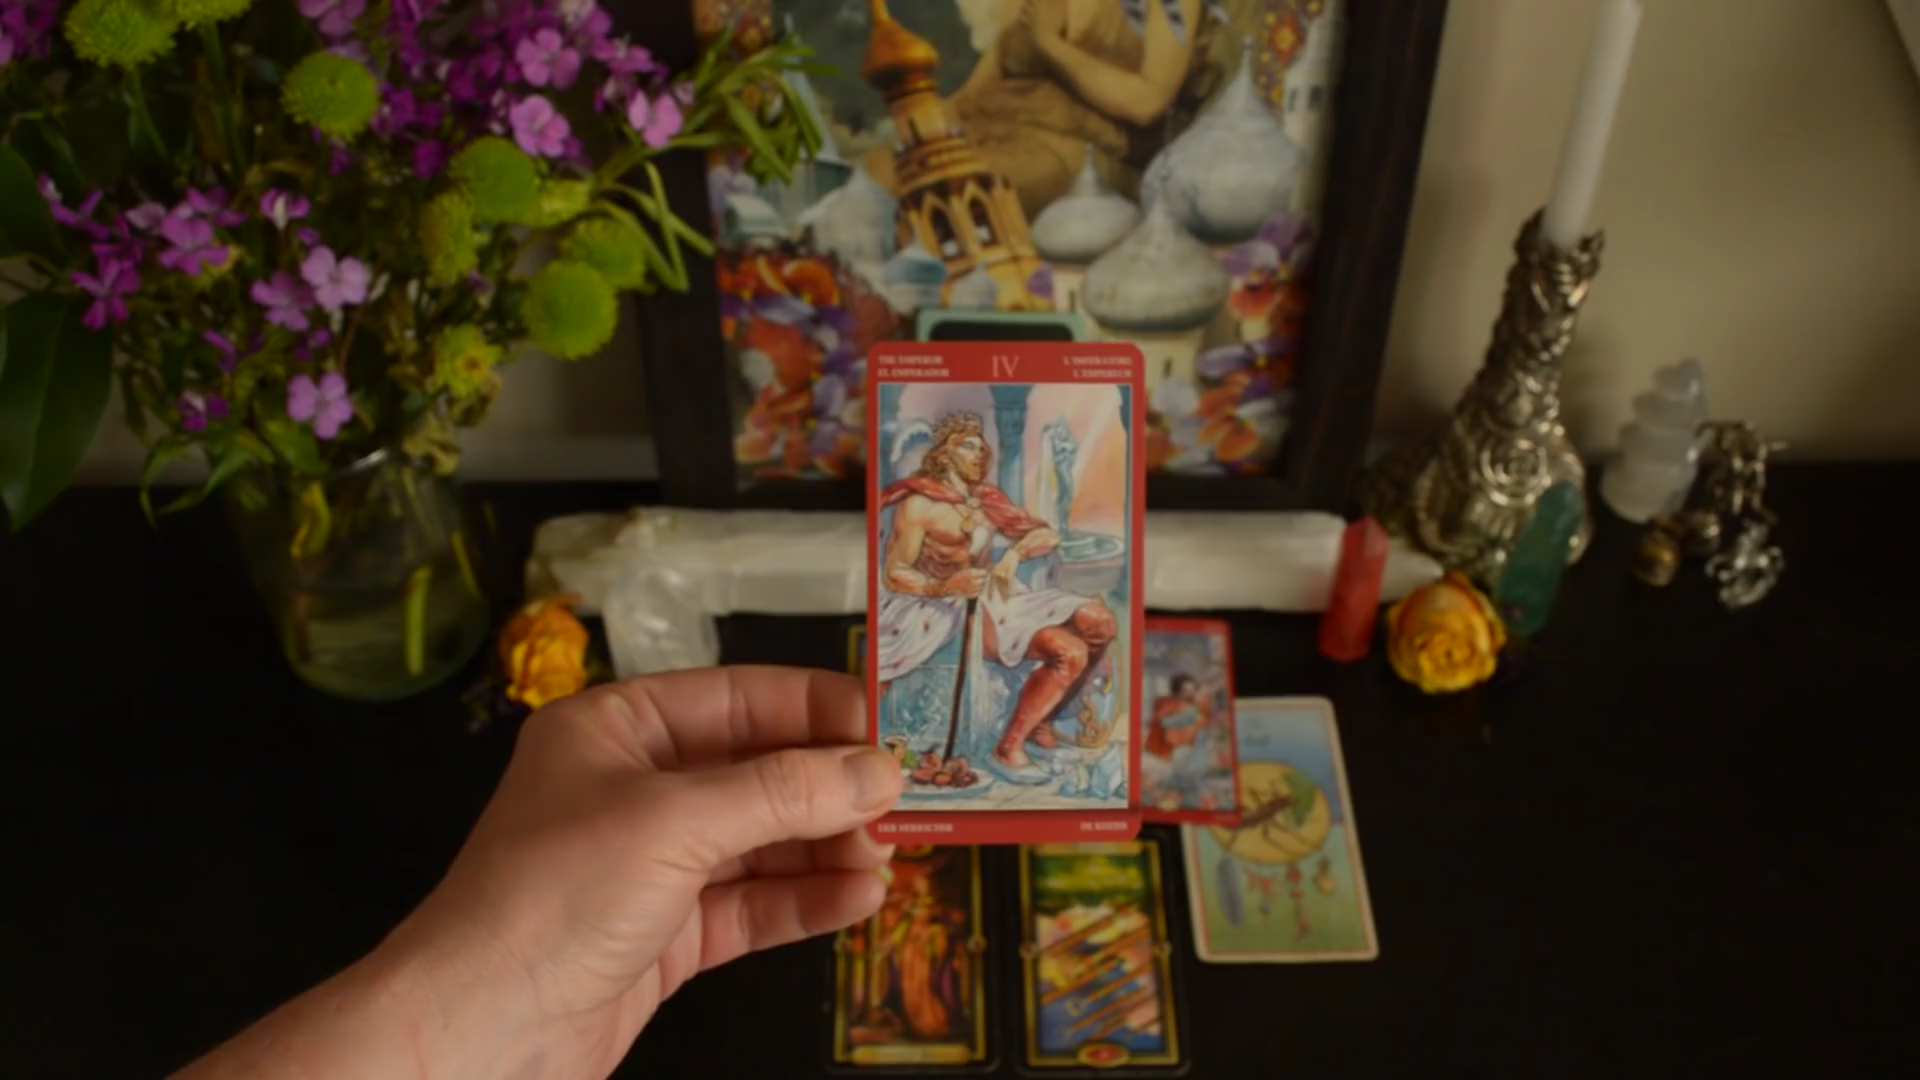 THE EMPEROR
EL EMPERADOR
IV
L'IMPERATORE
L'EMPEREUR
DER HERRSCHER
DE KEIZER